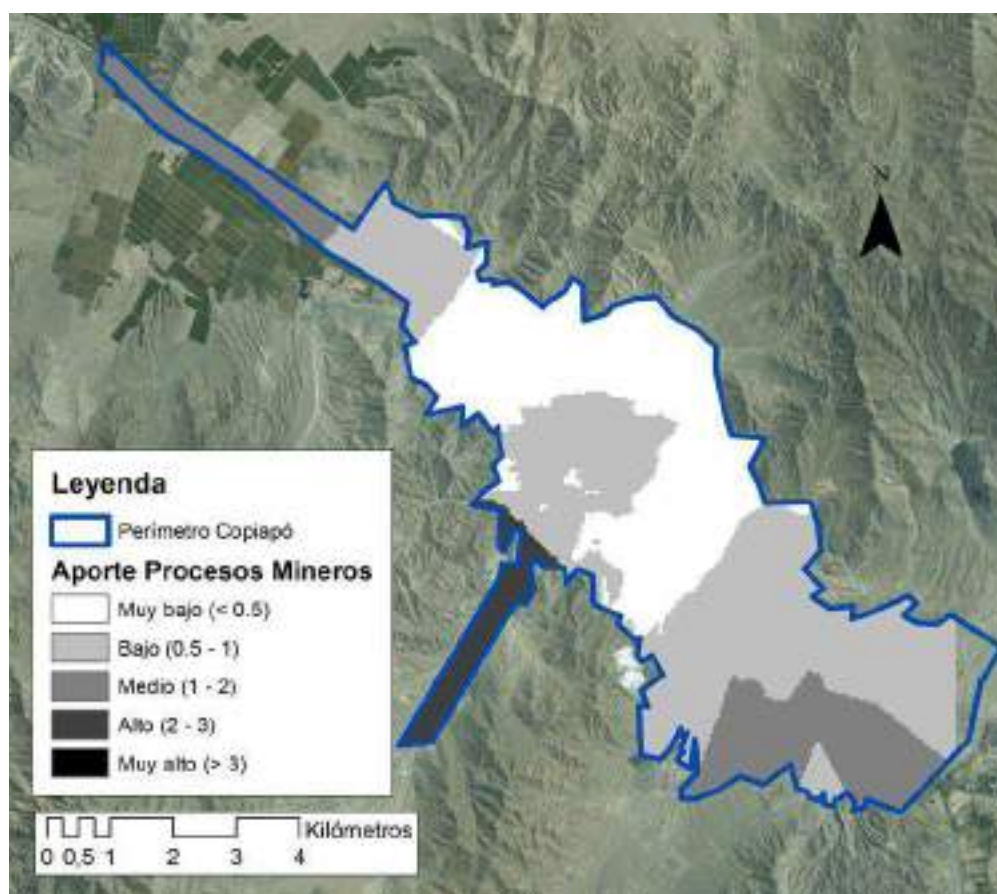 N
Leyenda
Perímetro Copiapó
Aporte Procesos Mineros
Muy bajo (< 0.5)
Bajo (0.5 - 1)
Medio (1 - 2)
Alto (2 - 3)
Muy alto (> 3)
Kilómetros
0 0,5 1 2 3 4